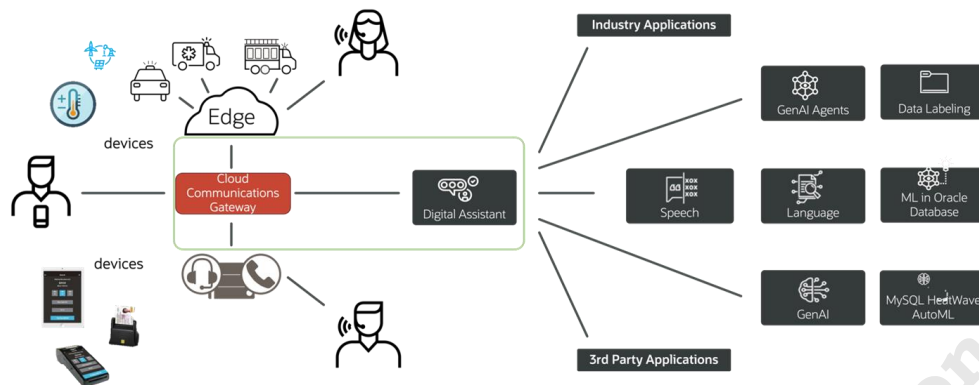 Industry Applications
Edge
devices
GenAI Agents
Data Labeling
Cloud
Communications
Gateway
Digital Assistant
Speech
Language
ML in Oracle
Database
devices
GenAI
MySQL HeatWave
AutoML
3rd Party Applications